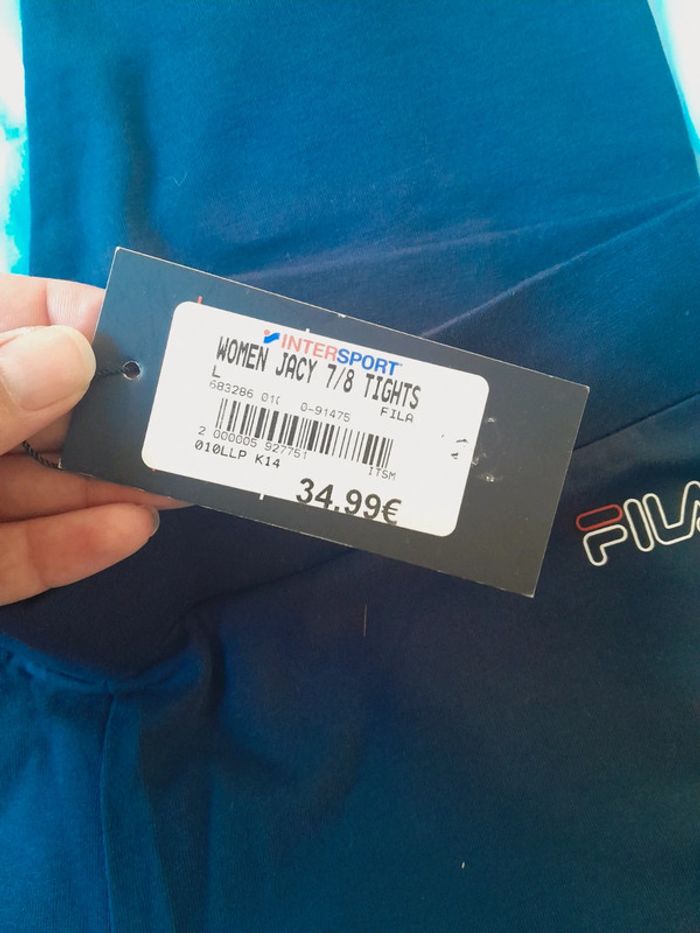 INTERSPORT
WOMEN JACY 7/8 TIGHTS
L
683286 010 0-91475 FILA
2 000005 927751
ITSM
010LLP K14
34.99€
FILA